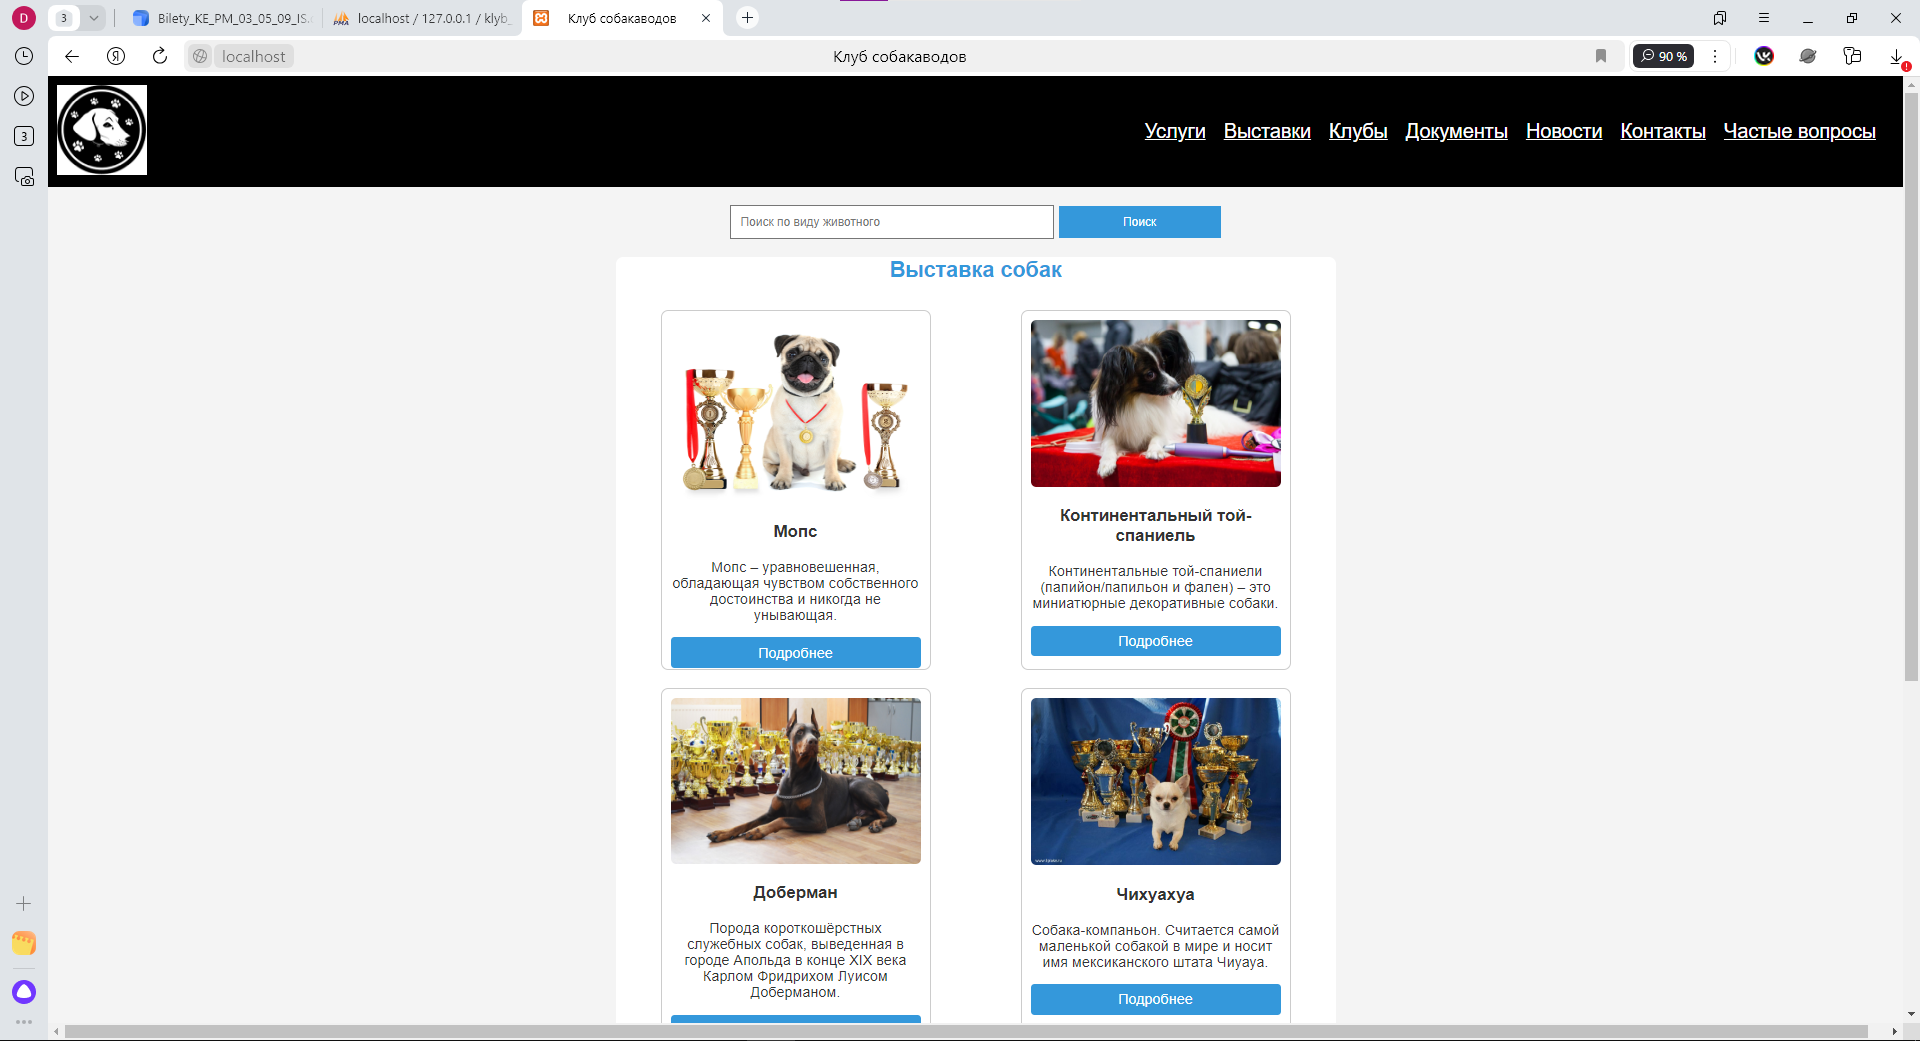 D
3
Bilety_KE_PM_03_05_09_IS.
localhost / 127.0.0.1 / klyb_
Клуб собакаводов
Я
localhost
Клуб собакаводов
90 %
3
Услуги Выставки Клубы Документы Новости Контакты Частые вопросы
Поиск по виду животного
Поиск
Выставка собак
Мопс
Мопс – уравновешенная,
обладающая чувством собственного
достоинства и никогда не
унывающая.
Подробнее
Континентальный той-
спаниель
Континентальные той-спаниели
(папийон/папильон и фален) – это
миниатюрные декоративные собаки.
Подробнее
Доберман
Порода короткошёрстных
служебных собак, выведенная в
городе Апольда в конце XIX века
Карлом Фридрихом Луисом
Доберманом.
Чихуахуа
Собака-компаньон. Считается самой
маленькой собакой в мире и носит
имя мексиканского штата Чиуауа.
Подробнее